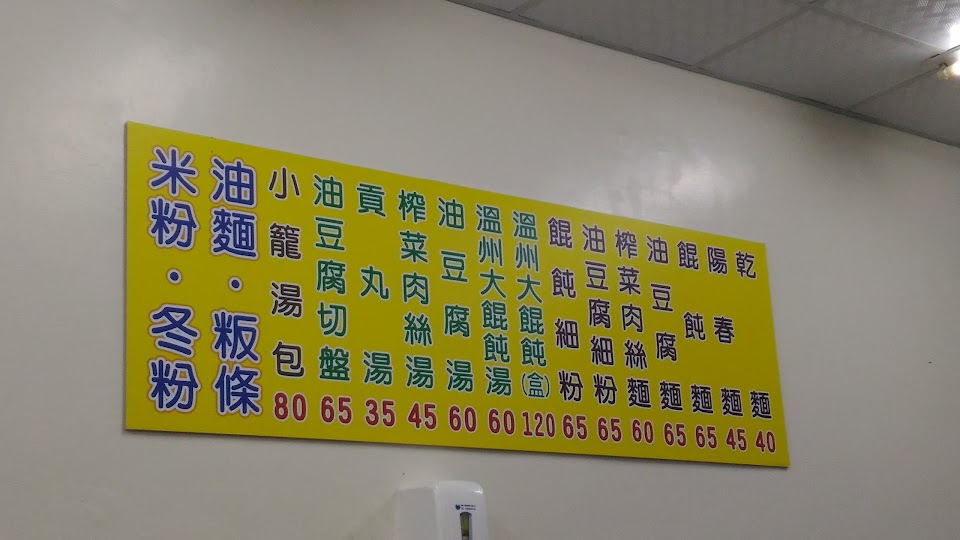 乾麵 40
陽春麵 45
餛飩麵 65
油豆腐麵 65
榨菜肉絲麵 60
油豆腐細粉 65
餛飩細粉 65
溫州大餛飩(盒) 120
溫州大餛飩湯 60
油豆腐湯 60
榨菜肉絲湯 45
貢丸湯 35
油豆腐切盤 65
小籠湯包 80
油麵·粄條
米粉·冬粉